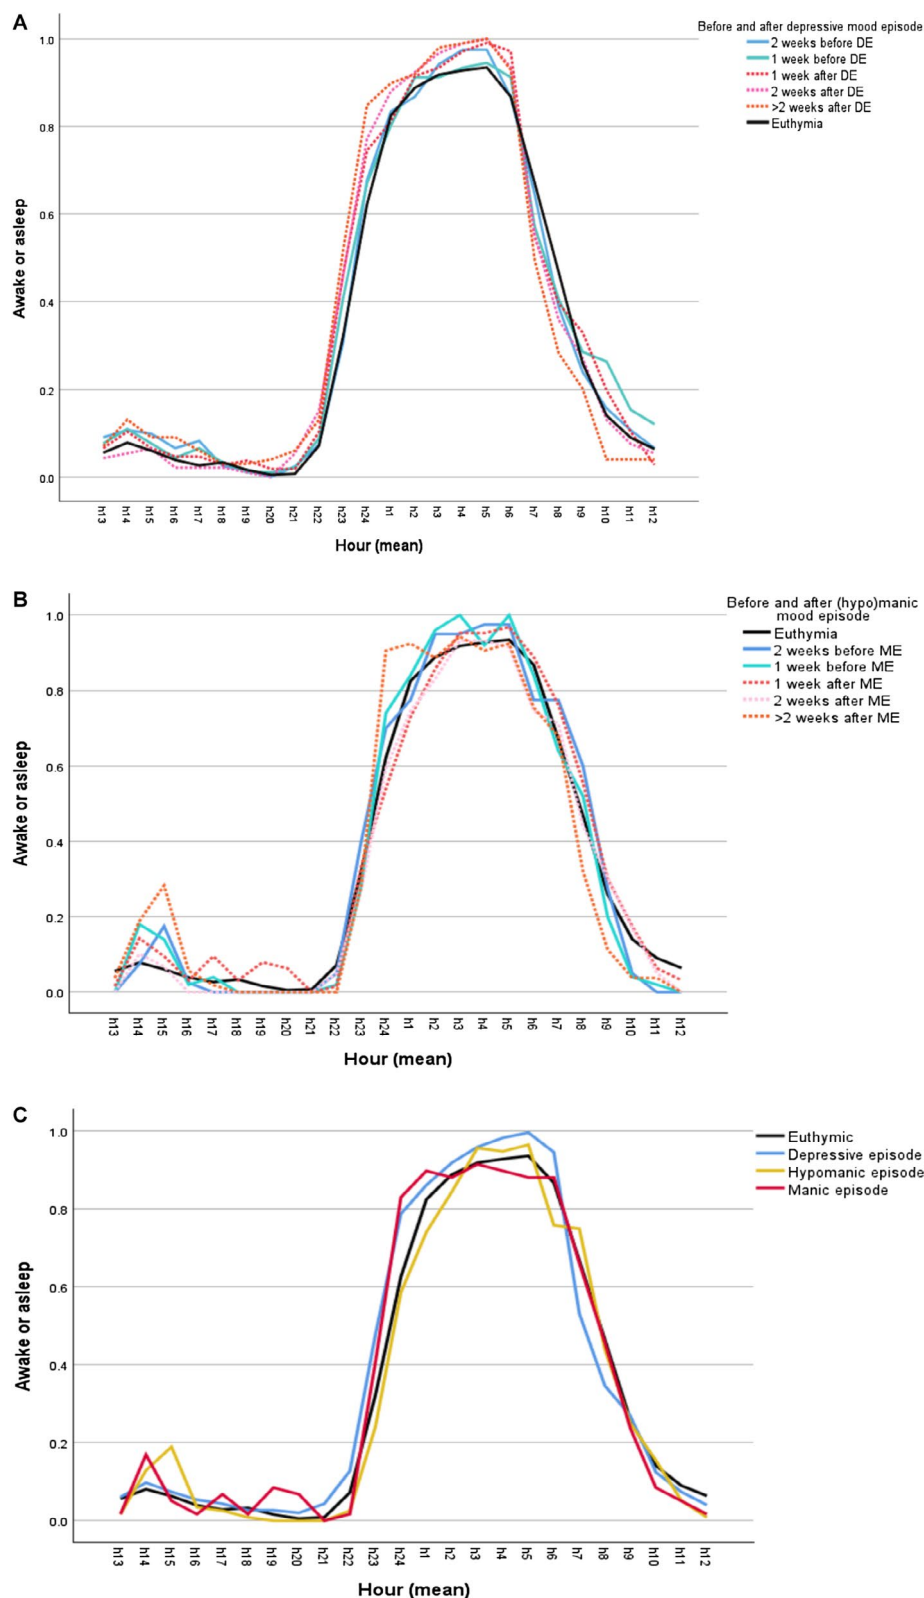 A
Before and after depressive mood episode
2 weeks before DE
1 week before DE
1 week after DE
2 weeks after DE
>2 weeks after DE
Euthymia
Awake or asleep
1.0
0.8
0.6
0.4
0.2
0.0
h13
h14
h15
h16
h17
h18
h19
h20
h21
h22
h23
h24
h1
h2
h3
h4
h5
h6
h7
h8
h9
h10
h11
h12
Hour (mean)
B
Before and after (hypo)manic
mood episode
Euthymia
2 weeks before ME
1 week before ME
1 week after ME
2 weeks after ME
>2 weeks after ME
Awake or asleep
1.0
0.8
0.6
0.4
0.2
0.0
h13
h14
h15
h16
h17
h18
h19
h20
h21
h22
h23
h24
h1
h2
h3
h4
h5
h6
h7
h8
h9
h10
h11
h12
Hour (mean)
C
Euthymic
Depressive episode
Hypomanic episode
Manic episode
Awake or asleep
1.0
0.8
0.6
0.4
0.2
0.0
h13
h14
h15
h16
h17
h18
h19
h20
h21
h22
h23
h24
h1
h2
h3
h4
h5
h6
h7
h8
h9
h10
h11
h12
Hour (mean)